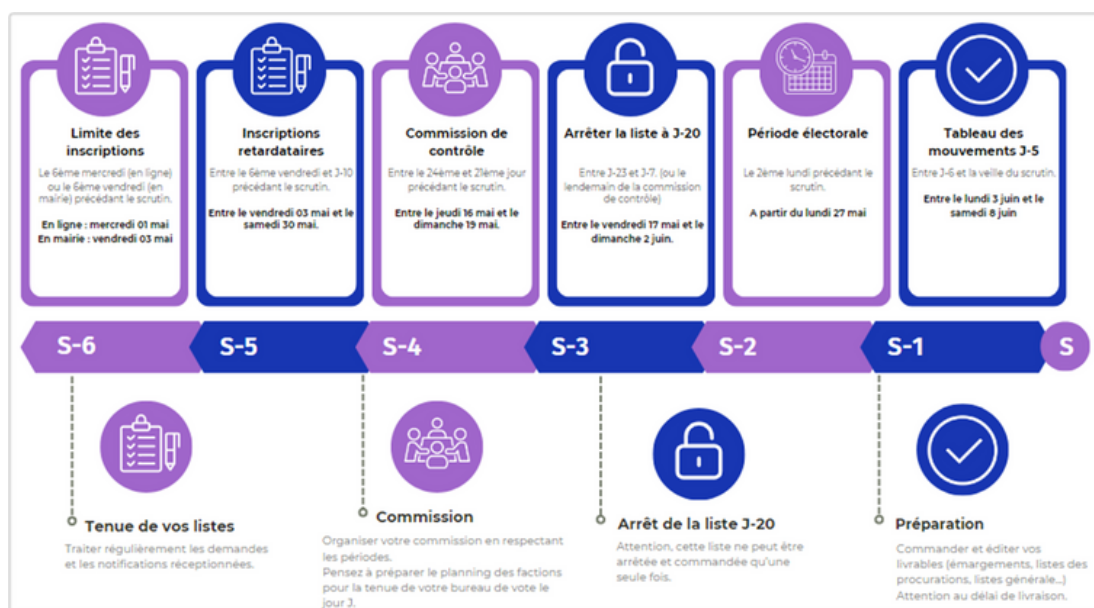 Limite des
inscriptions
Le 6ème mercredi (en ligne)
ou le 6ème vendredi (en
mairie) précédant le scrutin.
En ligne : mercredi 01 mai
En mairie : vendredi 03 mai
Inscriptions
retardataires
Entre le 6ème vendredi et J-10
précédant le scrutin.
Entre le vendredi 03 mai et le
samedi 30 mai.
Commission de
contrôle
Entre le 24ème et 21ème jour
précédant le scrutin.
Entre le jeudi 16 mai et le
dimanche 19 mai.
Arrêter la liste à J-20
Entre J-23 et J-7. (ou le
lendemain de la commission
de contrôle)
Entre le vendredi 17 mai et le
dimanche 2 juin.
Période électorale
Le 2ème lundi précédant le
scrutin.
A partir du lundi 27 mai
Tableau des
mouvements J-5
Entre J-6 et la veille du scrutin.
Entre le lundi 3 juin et le
samedi 8 juin
S-6
S-5
S-4
S-3
S-2
S-1
S
Tenue de vos listes
Traiter régulièrement les demandes
et les notifications réceptionnées.
Commission
Organiser votre commission en respectant
les périodes.
Pensez à préparer le planning des factions
pour la tenue de votre bureau de vote le
jour J.
Arrêt de la liste J-20
Attention, cette liste ne peut être
arrêtée et commandée qu'une
seule fois.
Préparation
Commander et éditer vos
livrables (émargements, listes des
procurations, listes générale...)
Attention au délai de livraison.